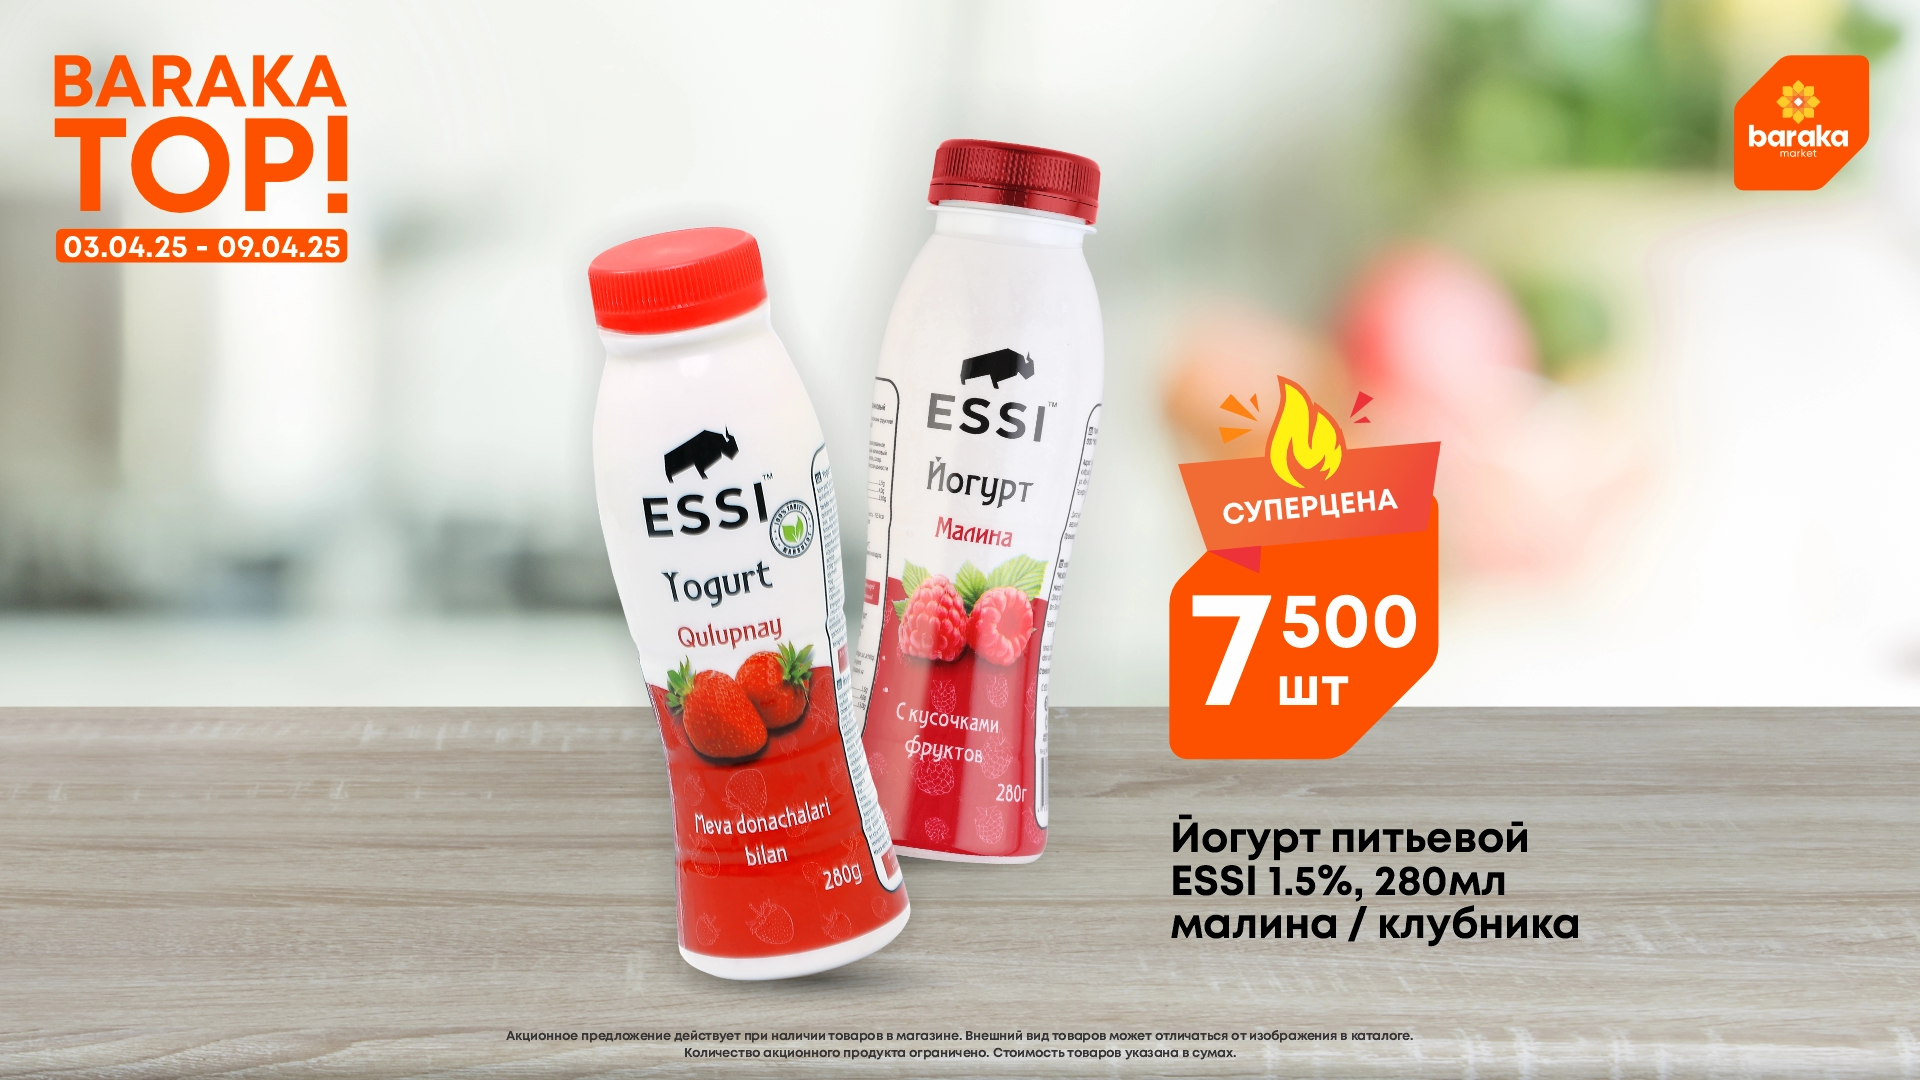 BARAKA
TOP!
03.04.25 - 09.04.25
baraka
market
ESSI™
Yogurt
Qulupnay
Meva donachalari
bilan
280g
ESSI™
Йогурт
Малина
С кусочками
фруктов
280г
СУПЕРЦЕНА
7 500
шт
Йогурт питьевой
ESSI 1.5%, 280мл
малина / клубника
Акционное предложение действует при наличии товаров в магазине. Внешний вид товаров может отличаться от изображения в каталоге.
Количество акционного продукта ограничено. Стоимость товаров указана в сумах.